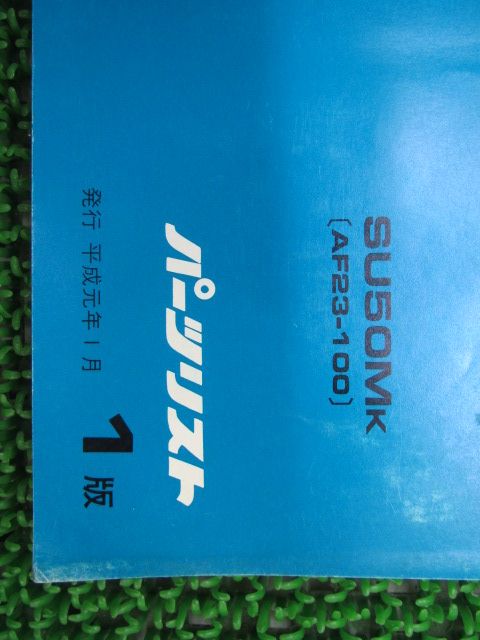 SU50MK
(AF23-100)
パーツリスト
発行 平成元年1月
1版